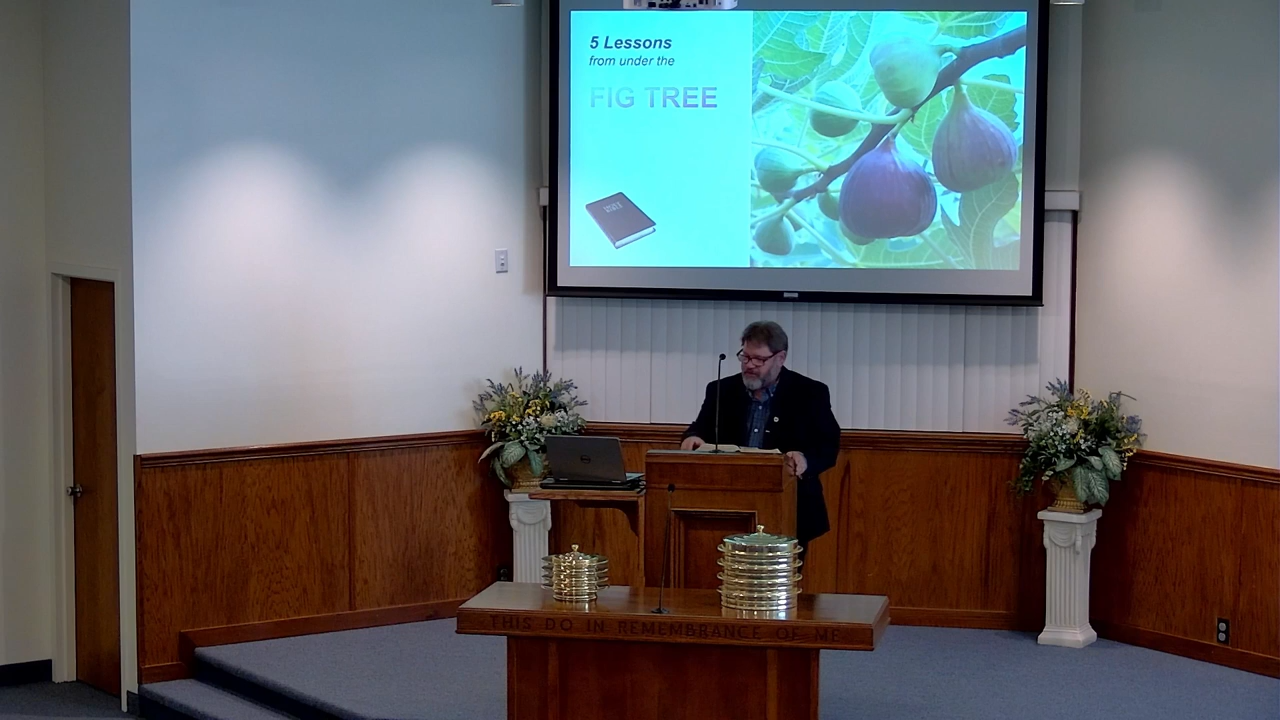 5 Lessons
from under the
FIG TREE
THIS DO IN REMEMBRANCE OF ME